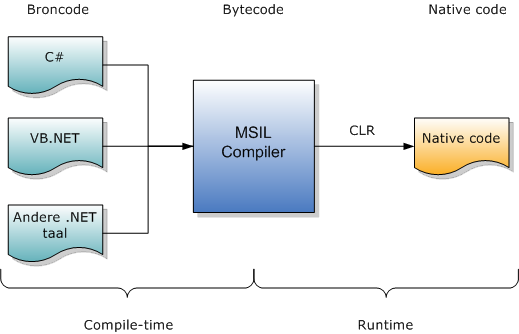 Broncode
Bytecode
Native code
C#
VB.NET
Andere .NET
taal
MSIL
Compiler
CLR
Native code
Compile-time
Runtime